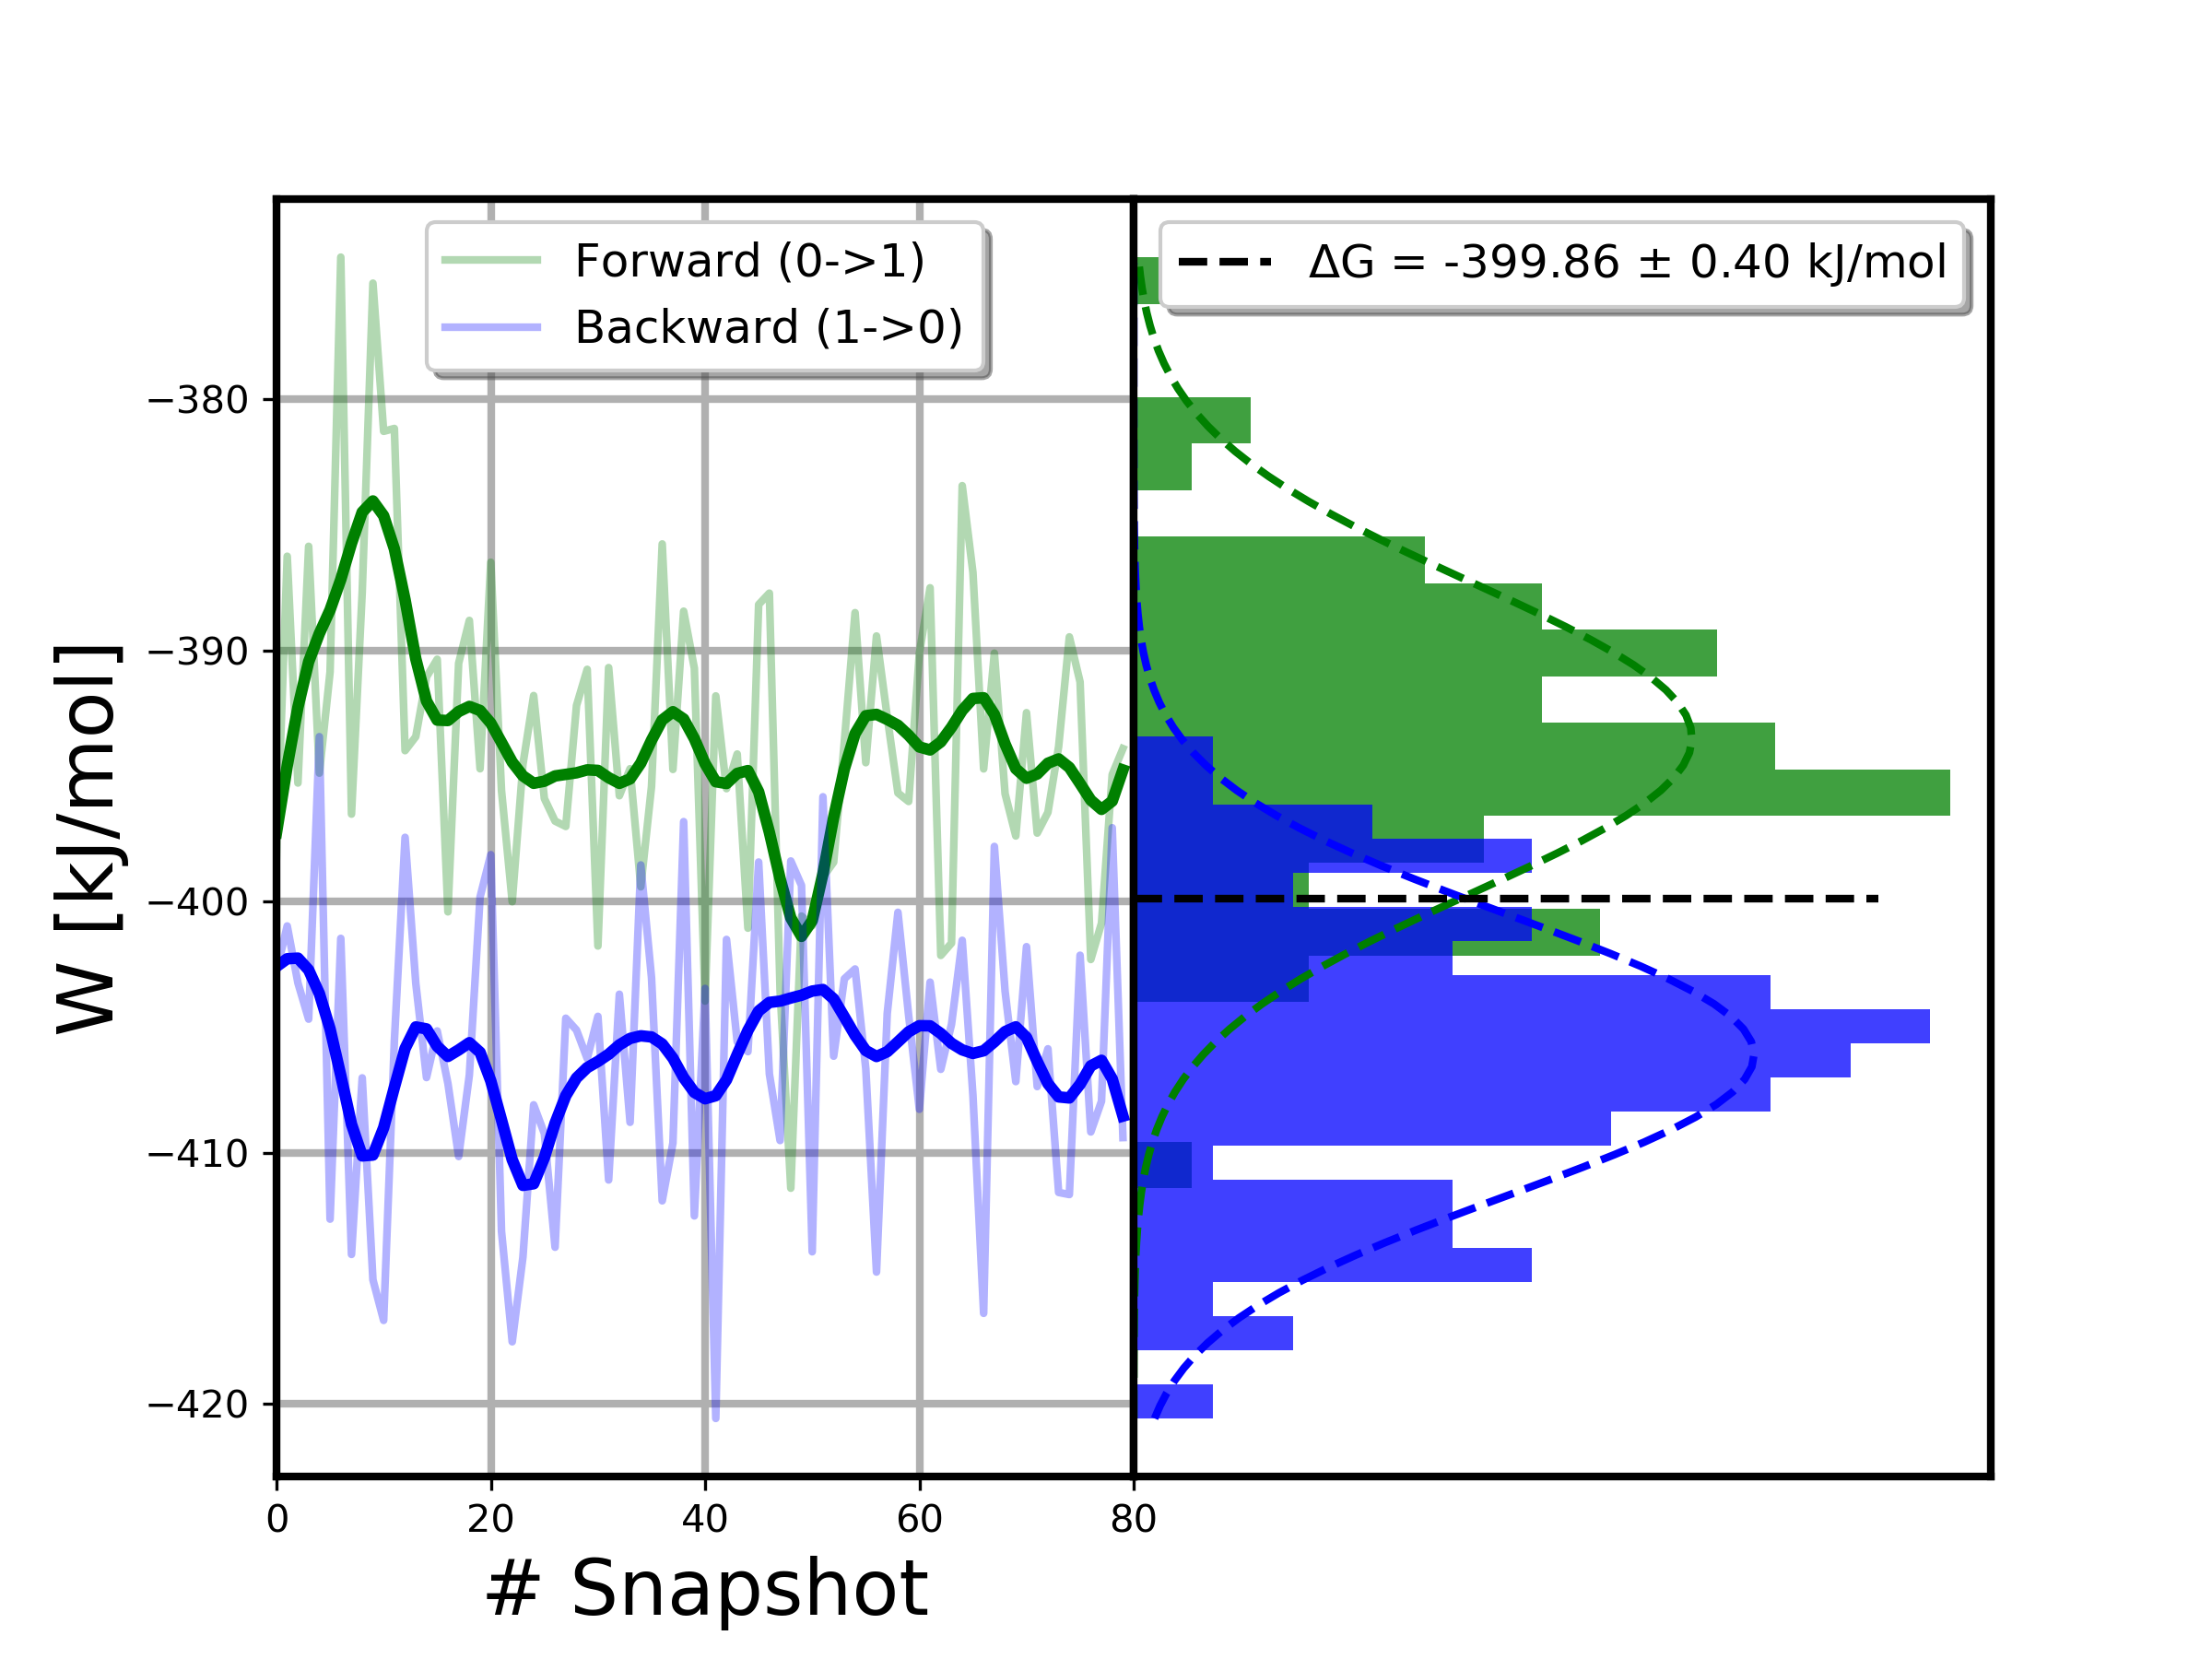 Forward (0->1)
Backward (1->0)
ΔG = -399.86 ± 0.40 kJ/mol
W [kJ/mol]
−380
−390
−400
−410
−420
0 20 40 60 80
# Snapshot